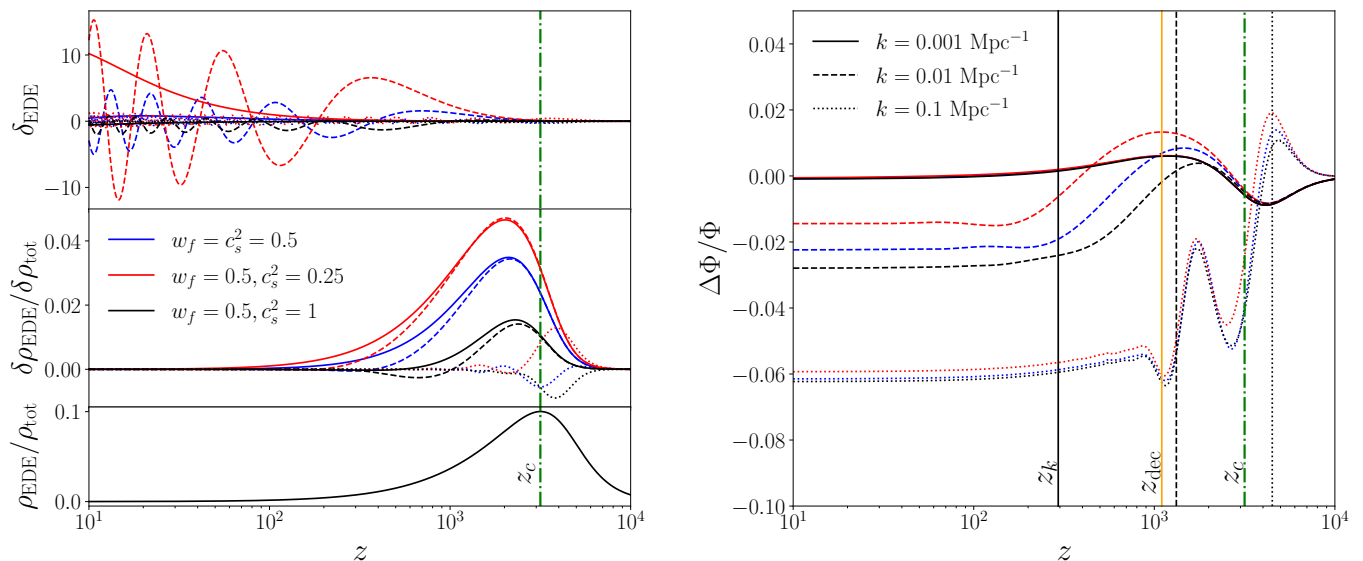 10
0
−10
δ_EDE
0.04
0.02
0.00
δρ_EDE/δρ_tot
w_f = c_s^2 = 0.5
w_f = 0.5, c_s^2 = 0.25
w_f = 0.5, c_s^2 = 1
0.1
0.0
ρ_EDE/ρ_tot
z_c
10^1
10^2
10^3
10^4
z
0.04
0.02
0.00
−0.02
−0.04
−0.06
−0.08
−0.10
ΔΦ/Φ
k = 0.001 Mpc^−1
k = 0.01 Mpc^−1
k = 0.1 Mpc^−1
z_k
z_dec
z_c
10^1
10^2
10^3
10^4
z